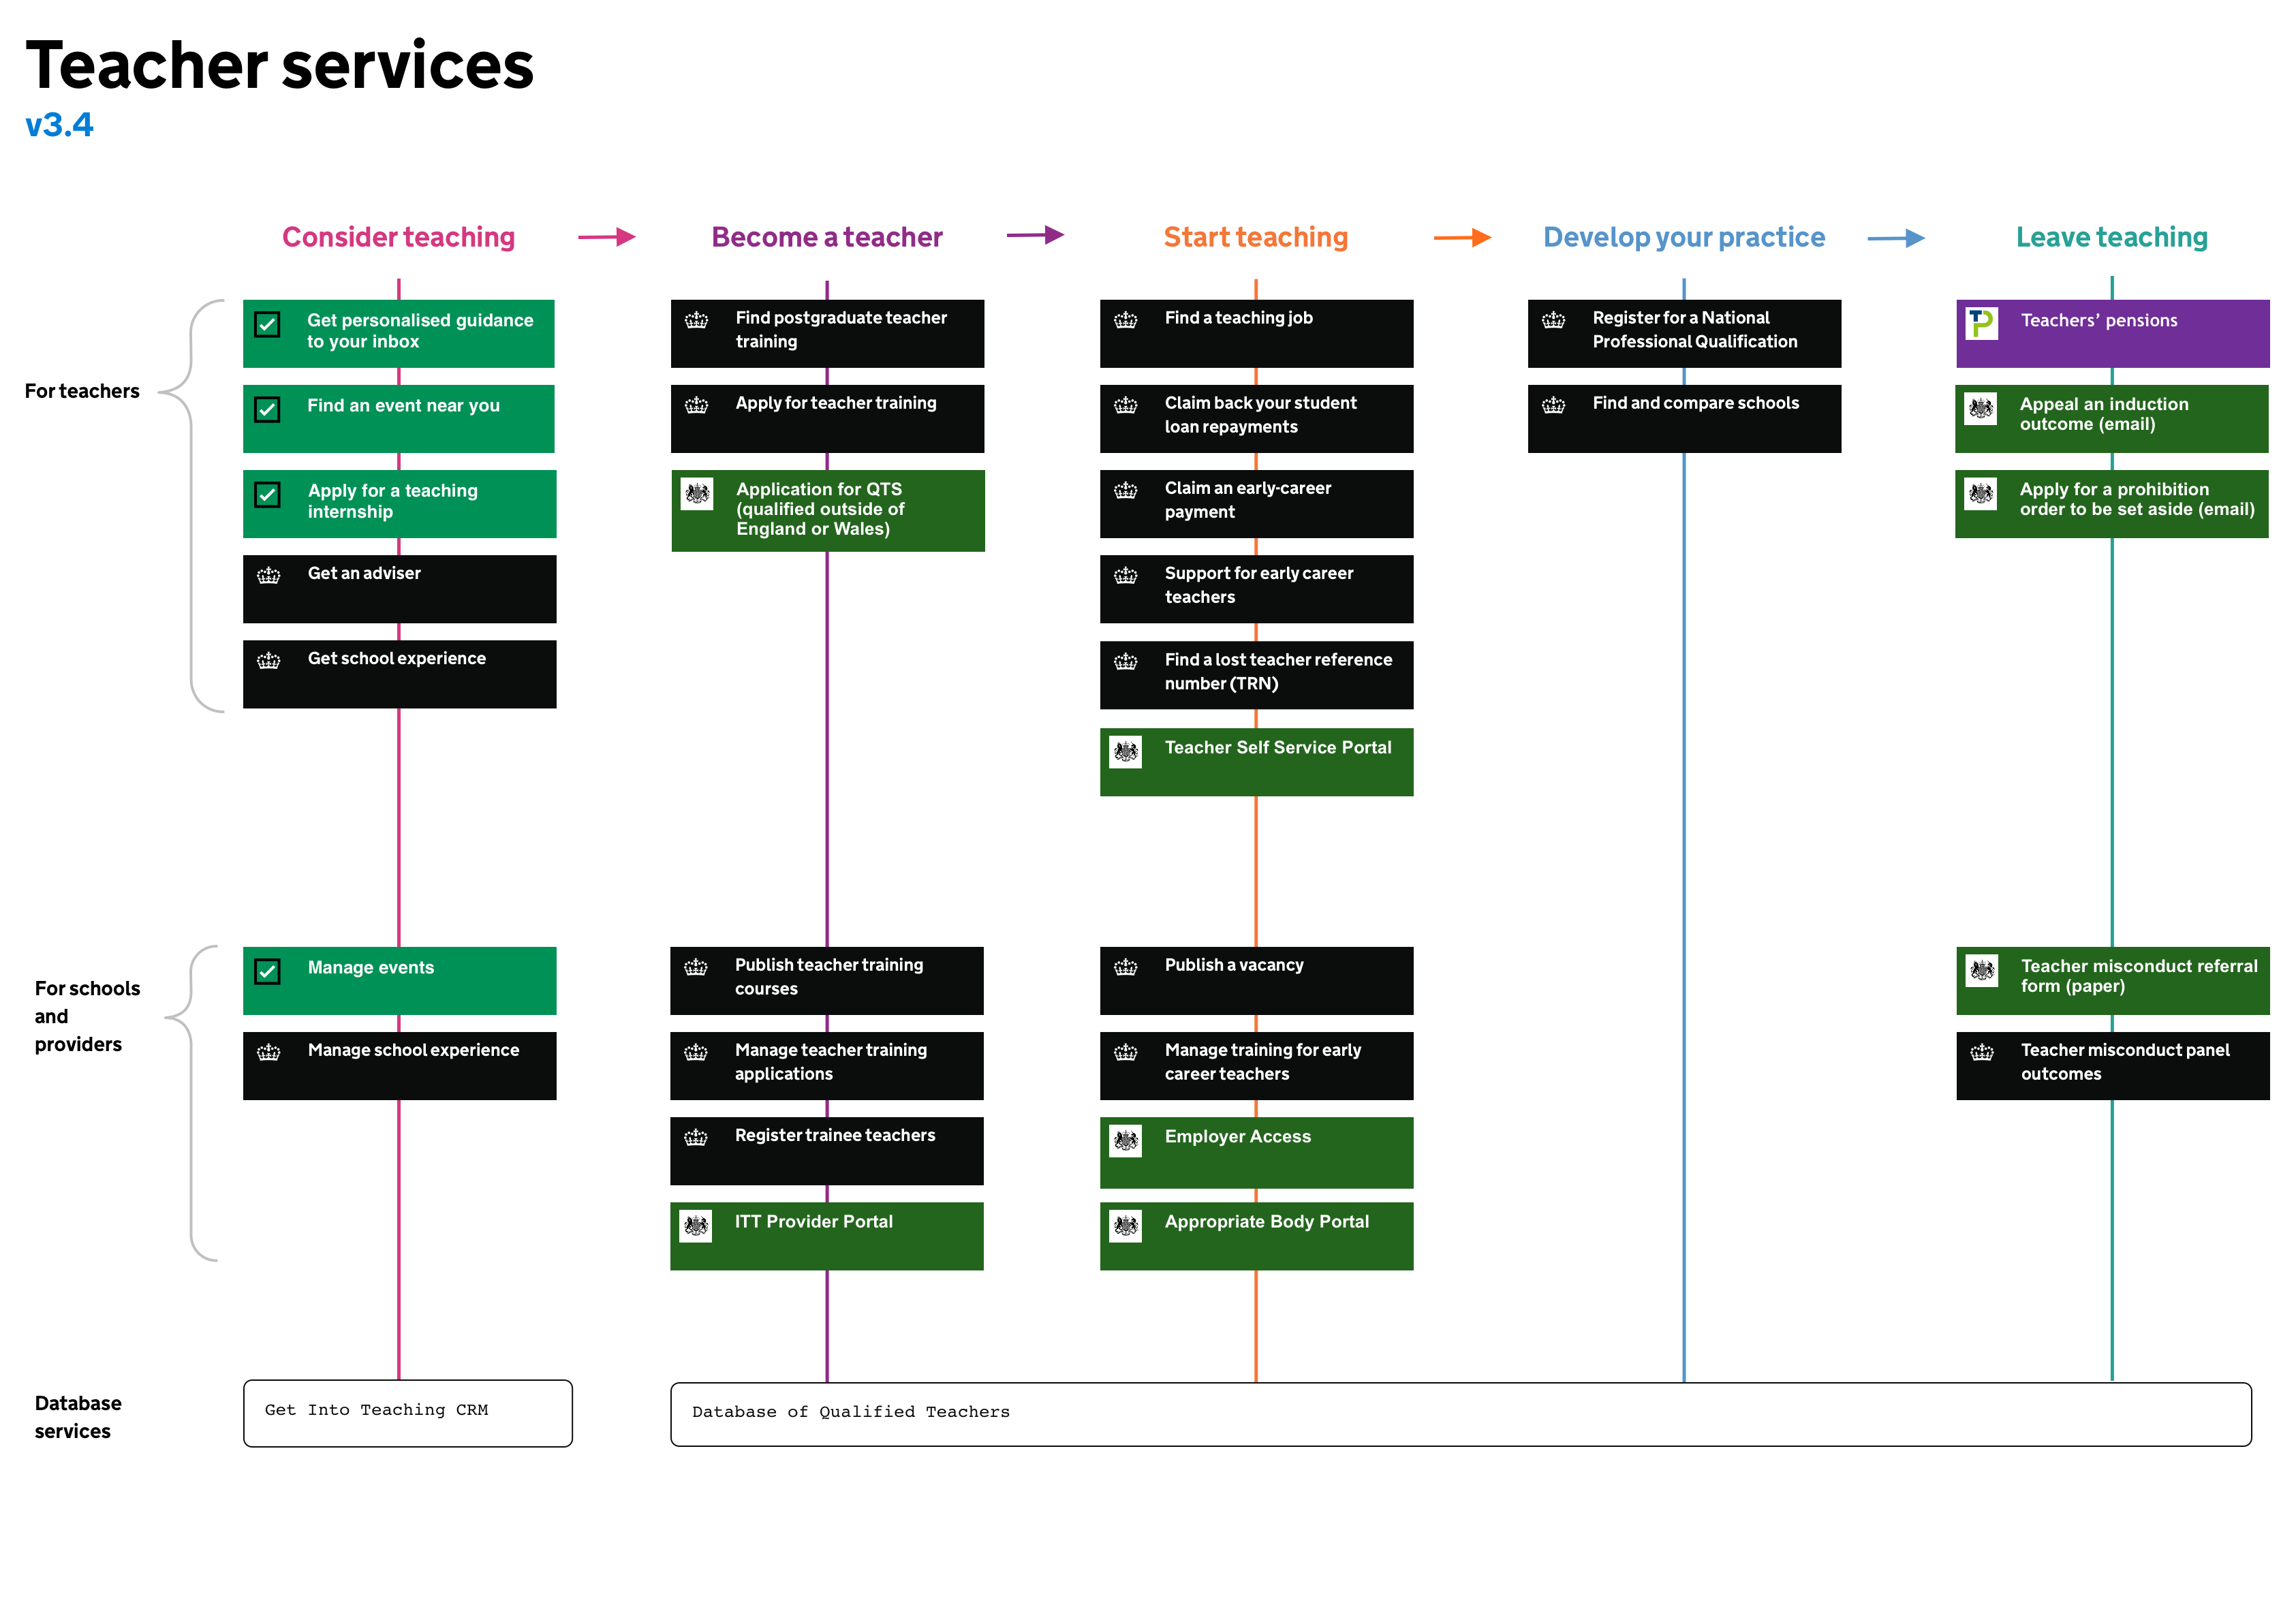 Teacher services
v3.4
Consider teaching
Become a teacher
Start teaching
Develop your practice
Leave teaching
For teachers
Get personalised guidance
to your inbox
Find an event near you
Apply for a teaching
internship
Get an adviser
Get school experience
Find postgraduate teacher
training
Apply for teacher training
Application for QTS
(qualified outside of
England or Wales)
Find a teaching job
Claim back your student
loan repayments
Claim an early-career
payment
Support for early career
teachers
Find a lost teacher reference
number (TRN)
Teacher Self Service Portal
Register for a National
Professional Qualification
Find and compare schools
TP
Teachers’ pensions
Appeal an induction
outcome (email)
Apply for a prohibition
order to be set aside (email)
For schools
and
providers
Manage events
Manage school experience
Publish teacher training
courses
Manage teacher training
applications
Register trainee teachers
ITT Provider Portal
Publish a vacancy
Manage training for early
career teachers
Employer Access
Appropriate Body Portal
Teacher misconduct referral
form (paper)
Teacher misconduct panel
outcomes
Database
services
Get Into Teaching CRM
Database of Qualified Teachers